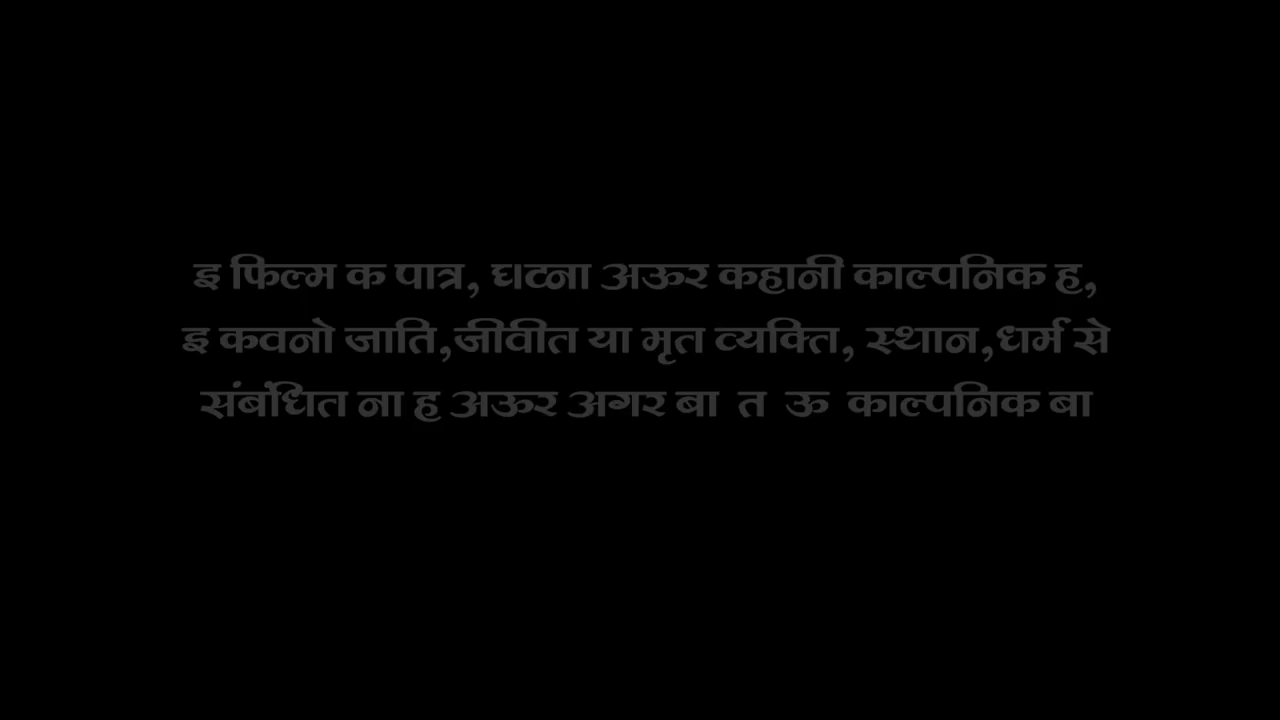 इ फिल्म क पात्र, घटना अऊर कहानी काल्पनिक ह,
इ कवनो जाति,जीवीत या मृत व्यक्ति, स्थान,धर्म से
संबंधित ना ह अऊर अगर बा त ऊ काल्पनिक बा